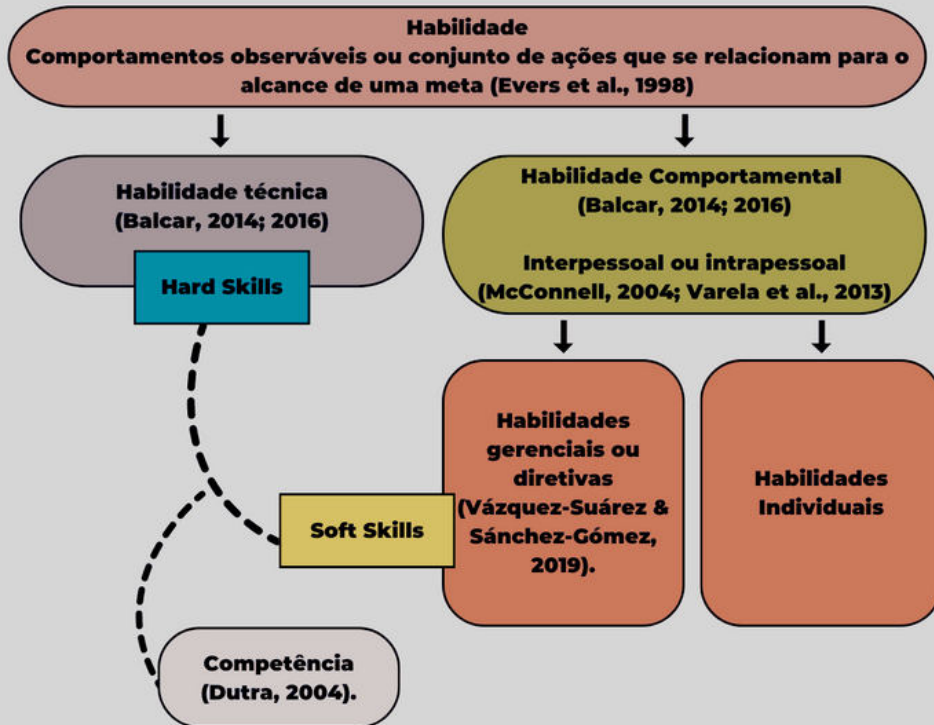 Habilidade
Comportamentos observáveis ou conjunto de ações que se relacionam para o
alcance de uma meta (Evers et al., 1998)
Habilidade técnica
(Balcar, 2014; 2016)
Hard Skills
Habilidade Comportamental
(Balcar, 2014; 2016)
Interpessoal ou intrapessoal
(McConnell, 2004; Varela et al., 2013)
Habilidades
gerenciais ou
diretivas
(Vázquez-Suárez &
Sánchez-Gómez,
2019).
Habilidades
Individuais
Soft Skills
Competência
(Dutra, 2004).